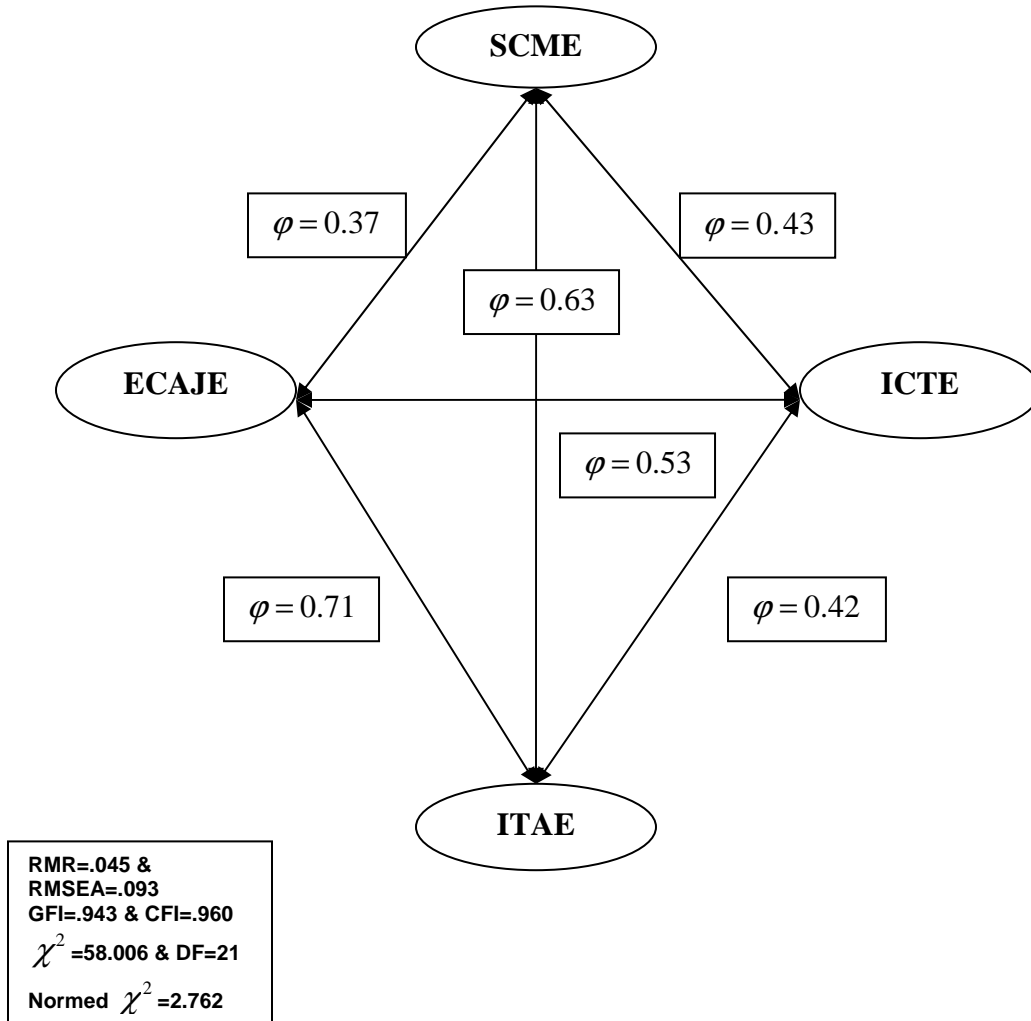 SCME
φ = 0.37
φ = 0.43
φ = 0.63
ECAJE
ICTE
φ = 0.53
φ = 0.71
φ = 0.42
ITAE
RMR=.045 &
RMSEA=.093
GFI=.943 & CFI=.960
χ² =58.006 & DF=21
Normed χ² =2.762